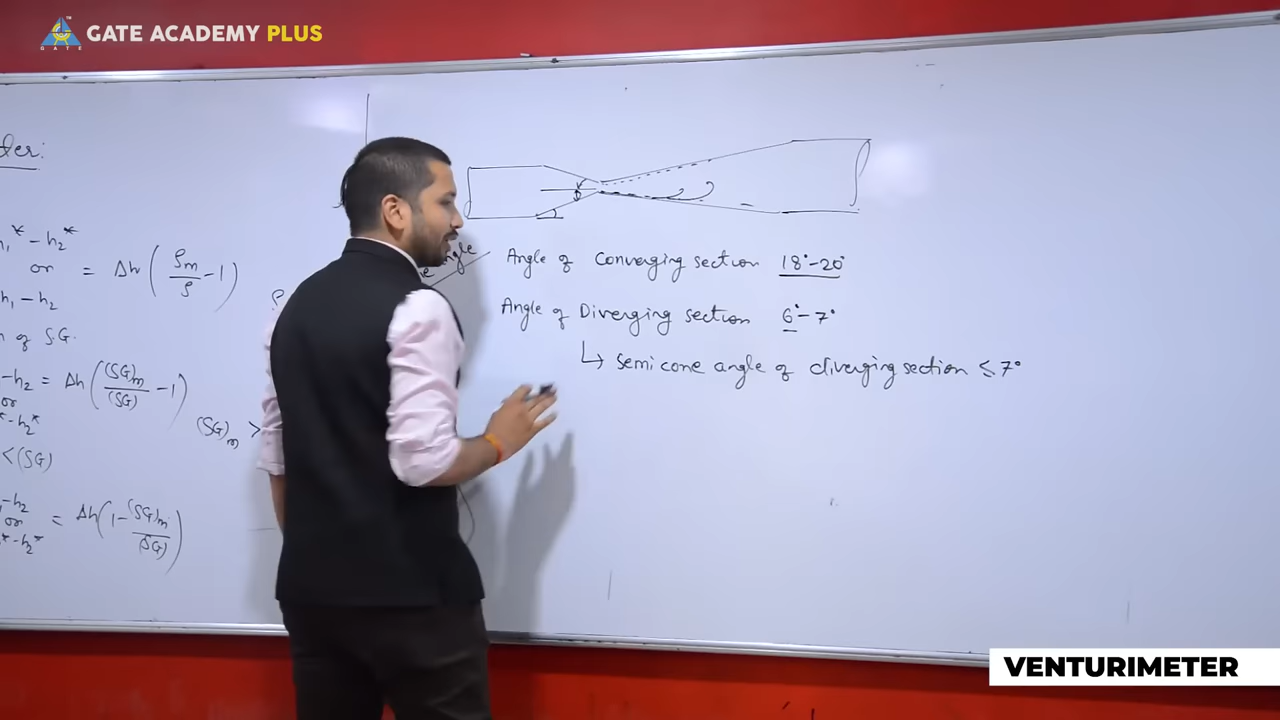 GATE ACADEMY PLUS
GATE
der:
h₁* - h₂*
or = Δh (ρm/ρ - 1)
h₁ - h₂
of SG.
-h₂ = Δh ((SG)m/(SG) - 1)
or
*-h₂*
(SG)m >
< (SG)
-h₂
or = Δh (1 - (SG)m/(SG))
*-h₂*
angle
Angle of Converging section 18°-20°
Angle of Diverging section 6°-7°
↳ semi cone angle of diverging section ≤ 7°
VENTURIMETER